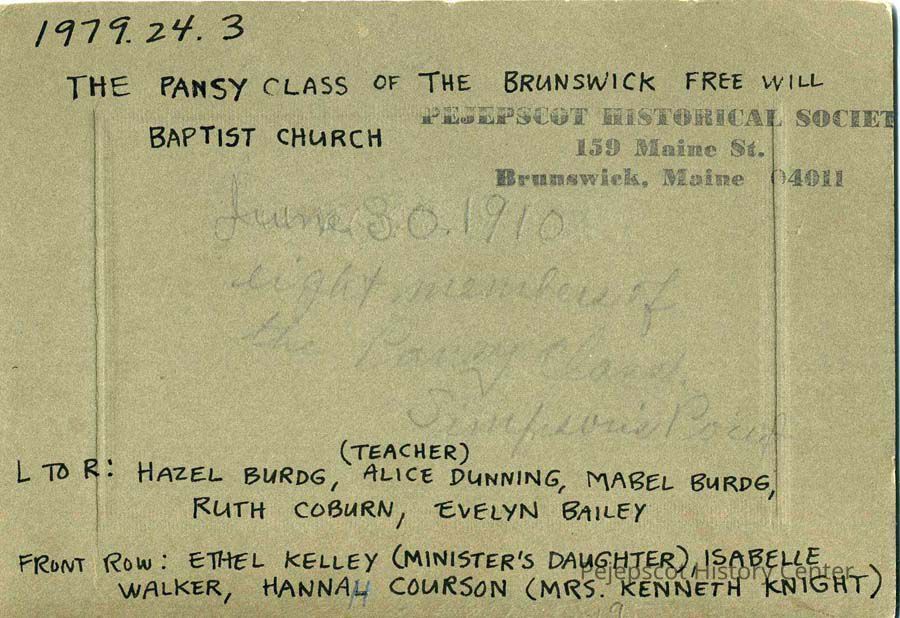 1979.24.3
THE PANSY CLASS OF THE BRUNSWICK FREE WILL
BAPTIST CHURCH
PEJEPSCOT HISTORICAL SOCIET
159 Maine St.
Brunswick, Maine 04011
June 30. 1910
eight members of
the Pansy Class.
Simpson's Point
(TEACHER)
L TO R: HAZEL BURDG, ALICE DUNNING, MABEL BURDG,
RUTH COBURN, EVELYN BAILEY
FRONT ROW: ETHEL KELLEY (MINISTER'S DAUGHTER), ISABELLE
Pejepscot History Center
WALKER, HANNAH COURSON (MRS. KENNETH KNIGHT)
9